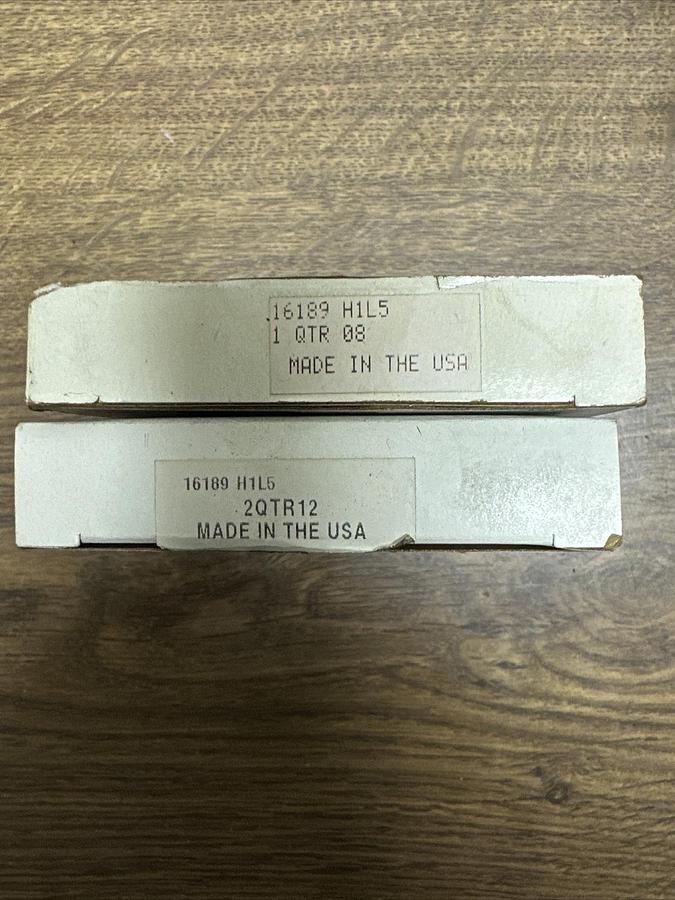 16189 H1L5
1 QTR 08
MADE IN THE USA
16189 H1L5
2QTR12
MADE IN THE USA